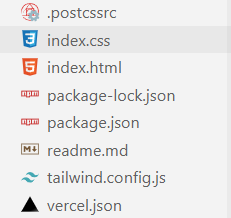 .postcssrc
index.css
index.html
package-lock.json
package.json
readme.md
tailwind.config.js
vercel.json